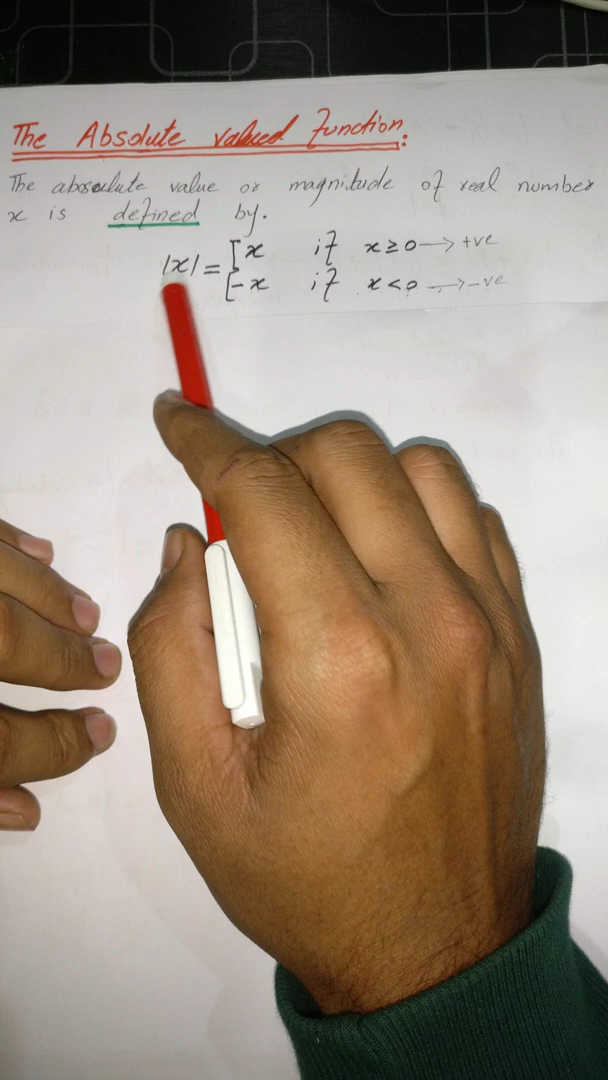 The Absolute valued function:
The absoulute value or magnitude of real number
x is defined by.
|x| = [x if x≥0 → +ve
[-x if x<0 → -ve